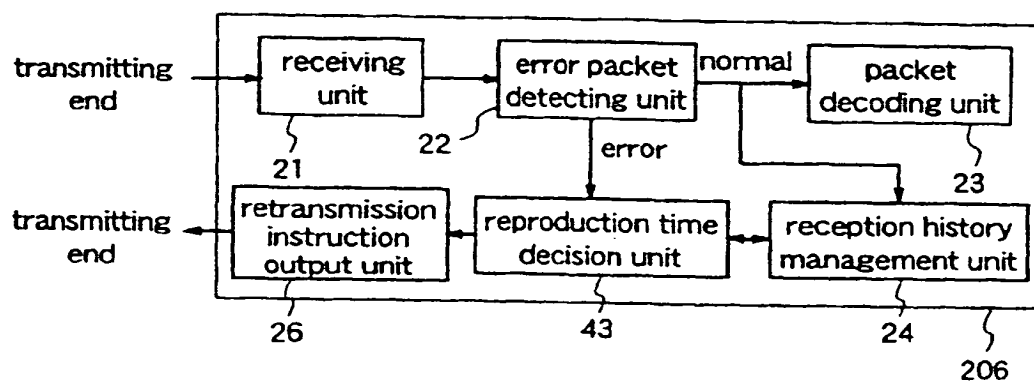 transmitting
end
receiving
unit
21
error packet
detecting unit
22
normal
packet
decoding unit
23
error
transmitting
end
retransmission
instruction
output unit
26
reproduction time
decision unit
43
reception history
management unit
24
206